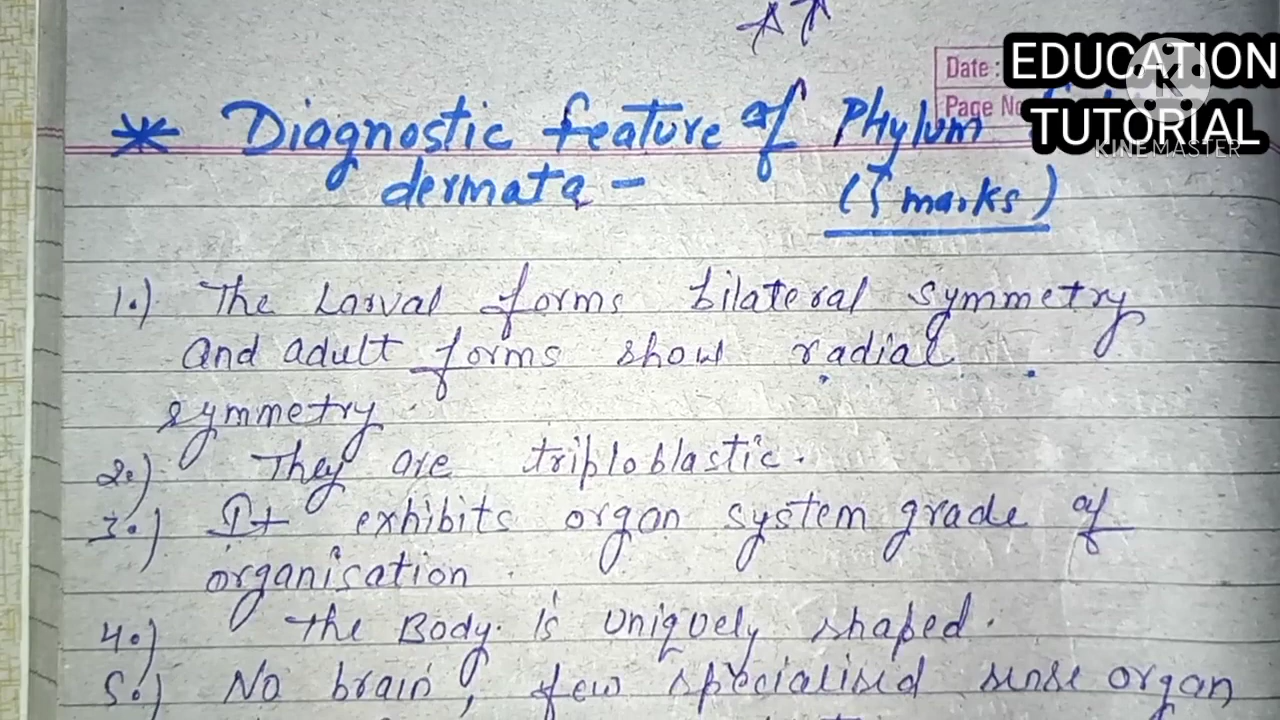 Date:
EDUCATION
Page No
TUTORIAL
K
KINEMASTER
* Diagnostic feature of Phylum
dermata -
(5 marks)
1.) The Larval forms bilateral symmetry
and adult forms show radial
symmetry
2.) They are triploblastic.
3.) It exhibits organ system grade of
organisation
4.) The Body is uniquely shaped.
5.) No brain, few specialised sense organ